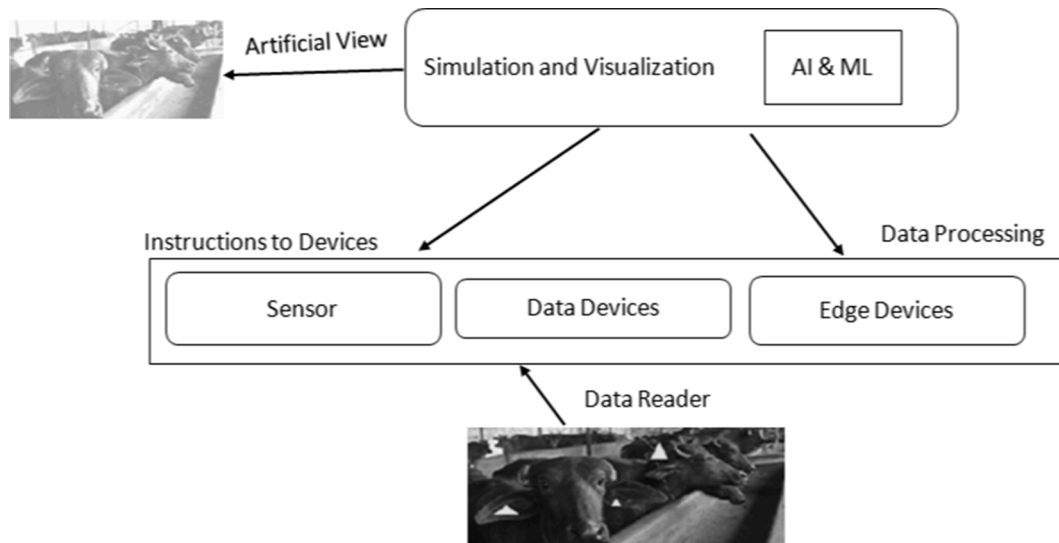 Artificial View
Simulation and Visualization
AI & ML
Instructions to Devices
Data Processing
Sensor
Data Devices
Edge Devices
Data Reader